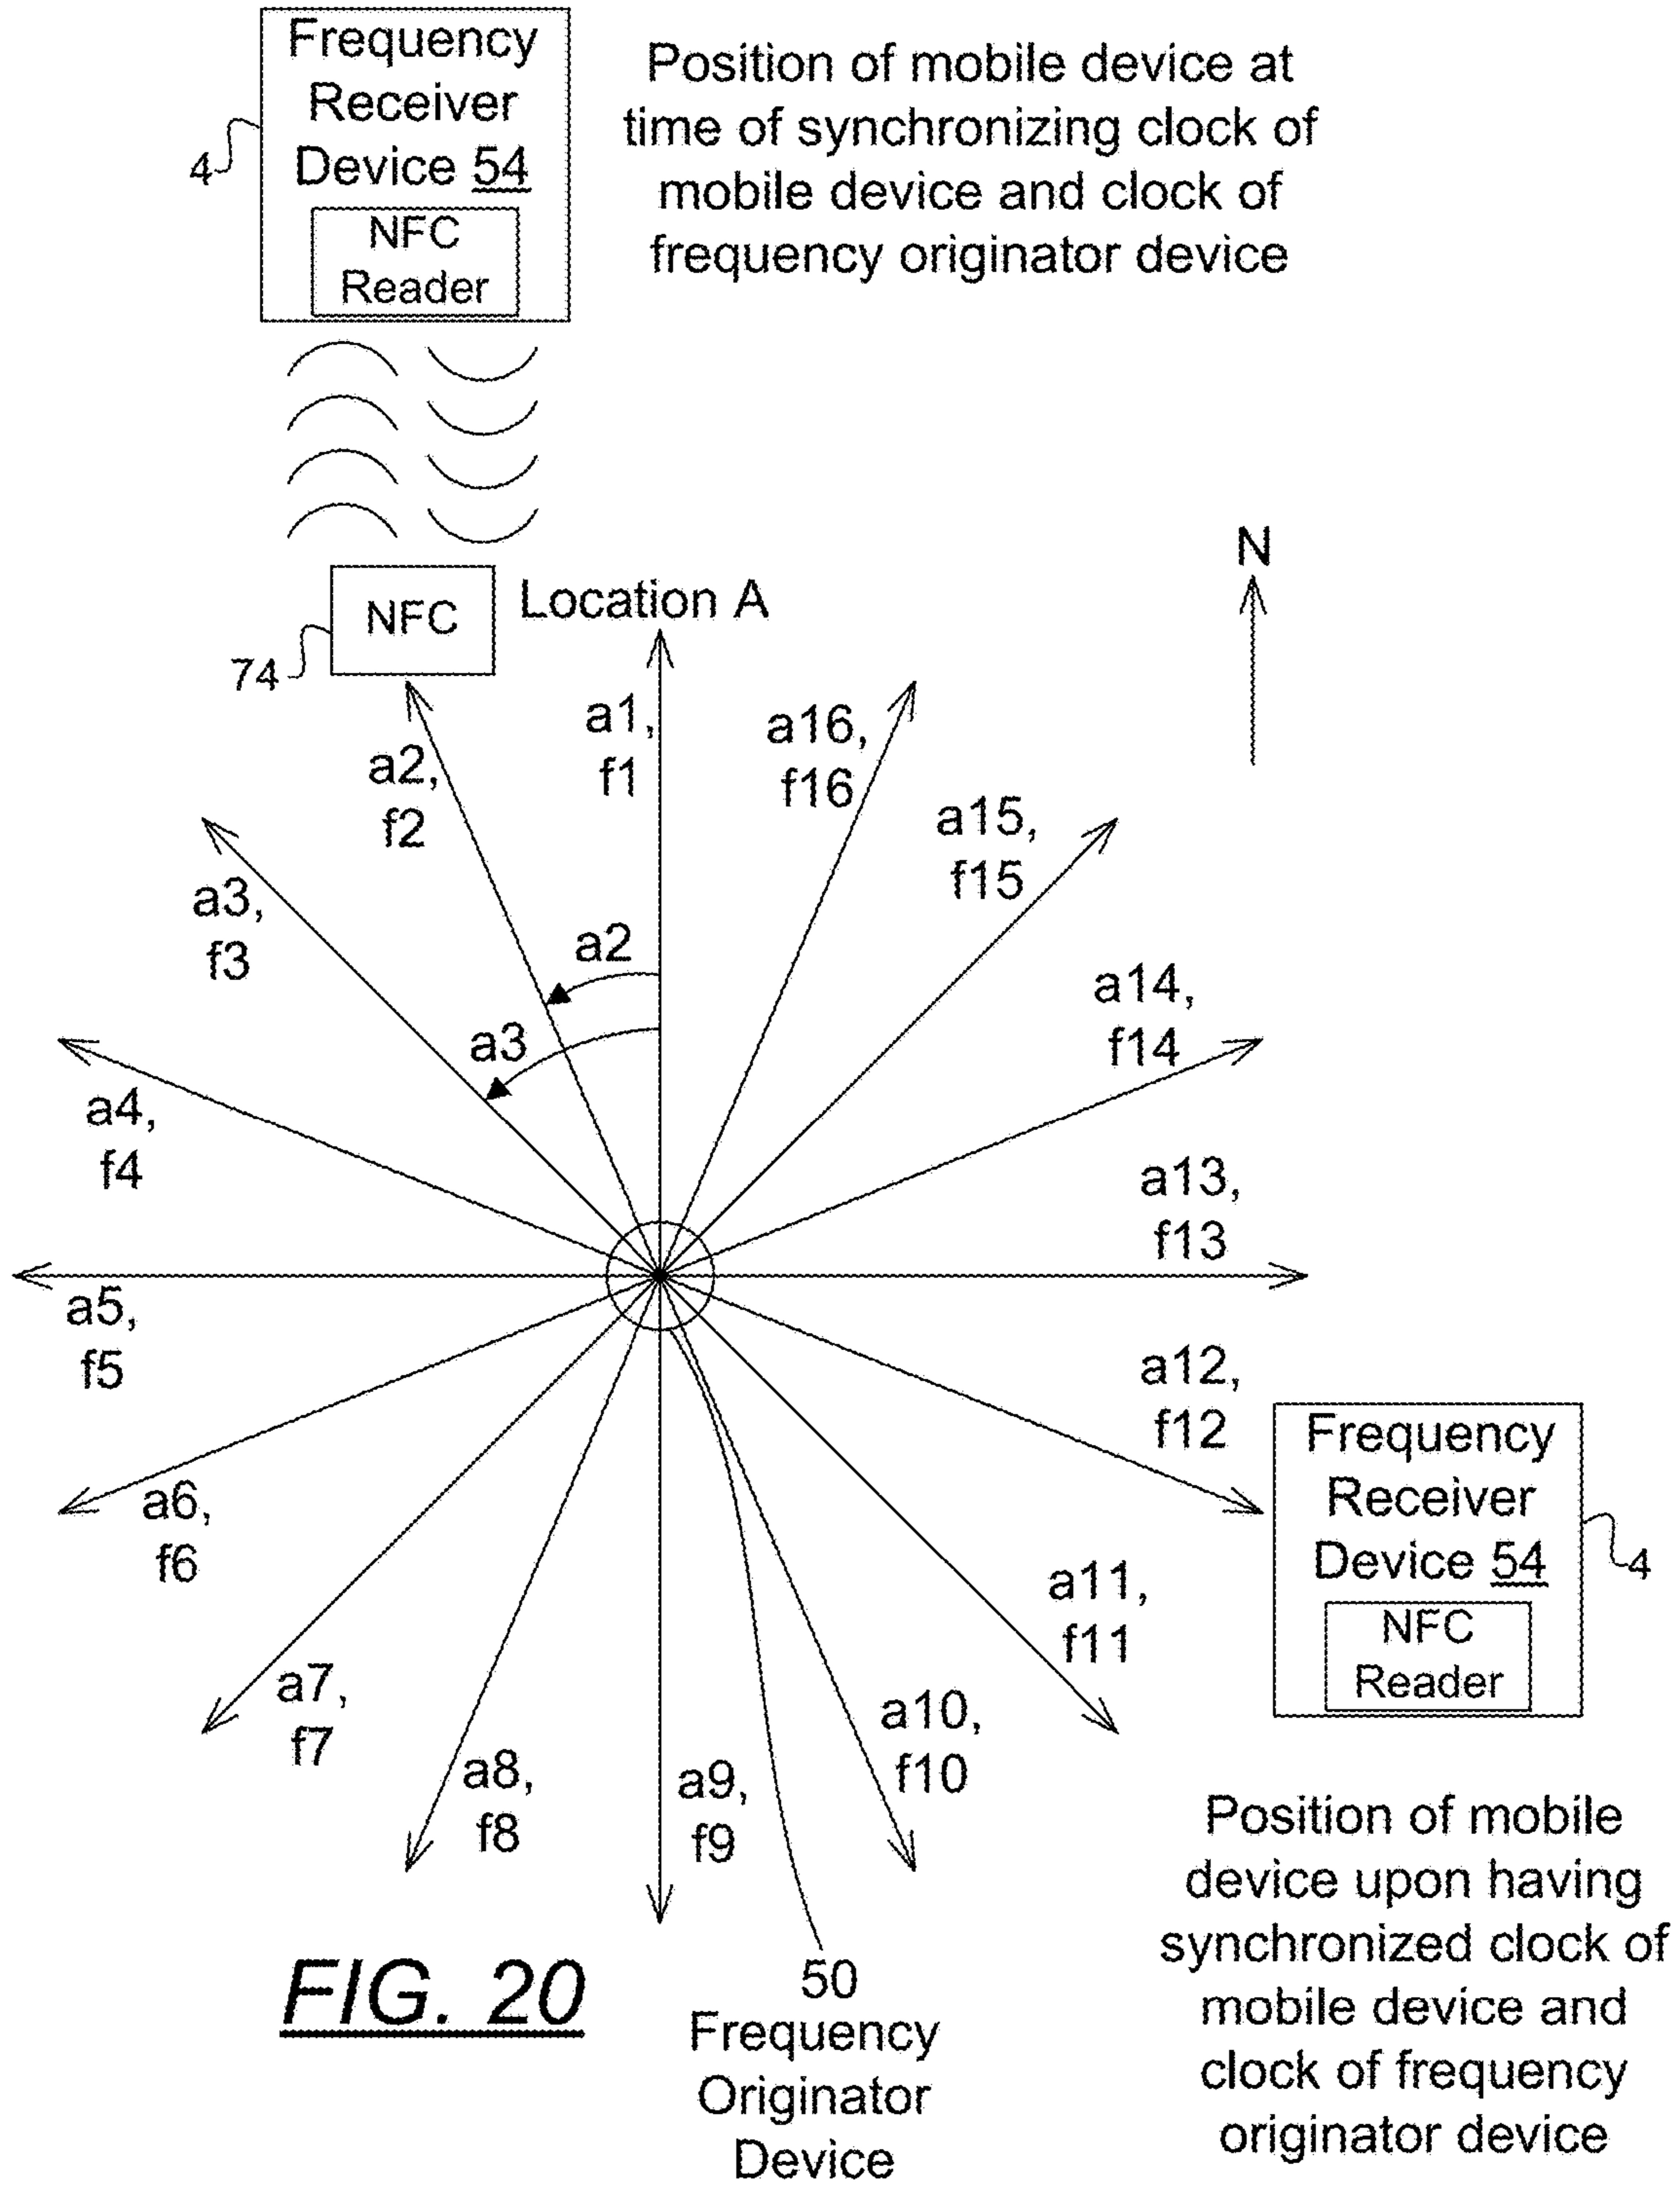 Frequency
Receiver
Device 54
NFC
Reader
4
Position of mobile device at
time of synchronizing clock of
mobile device and clock of
frequency originator device
N
NFC
Location A
74
a1,
f1
a16,
f16
a2,
f2
a15,
f15
a3,
f3
a2
a14,
f14
a3
a4,
f4
a13,
f13
a5,
f5
a12,
f12
Frequency
Receiver
Device 54
NFC
Reader
4
a6,
f6
a11,
f11
a7,
f7
a10,
f10
a8,
f8
a9,
f9
Position of mobile
device upon having
synchronized clock of
mobile device and
clock of frequency
originator device
FIG. 20
50
Frequency
Originator
Device